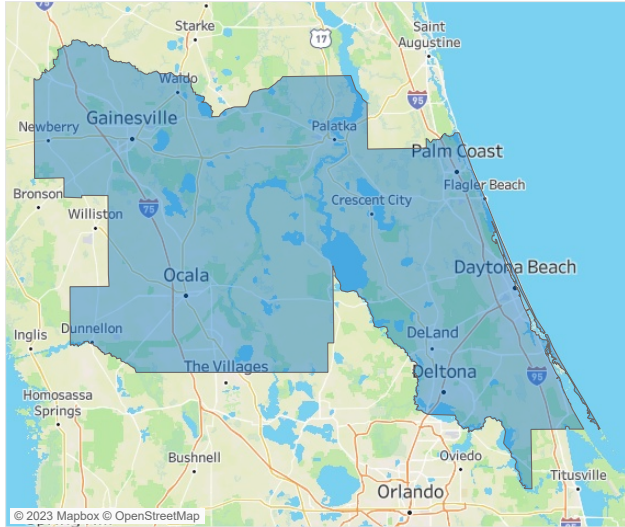 Starke
17
Saint
Augustine
Waldo
95
Gainesville
Newberry
Palatka
Palm Coast
Bronson
75
Flagler Beach
Crescent City
Williston
Ocala
Daytona Beach
Inglis
Dunnellon
DeLand
The Villages
Deltona
95
Homosassa
Springs
Bushnell
Oviedo
Titusville
Orlando
© 2023 Mapbox © OpenStreetMap